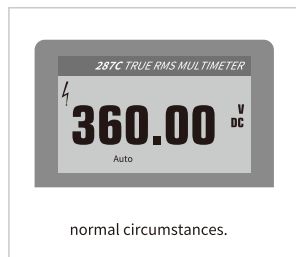 287C TRUE RMS MULTIMETER
360.00 V DC
Auto
normal circumstances.